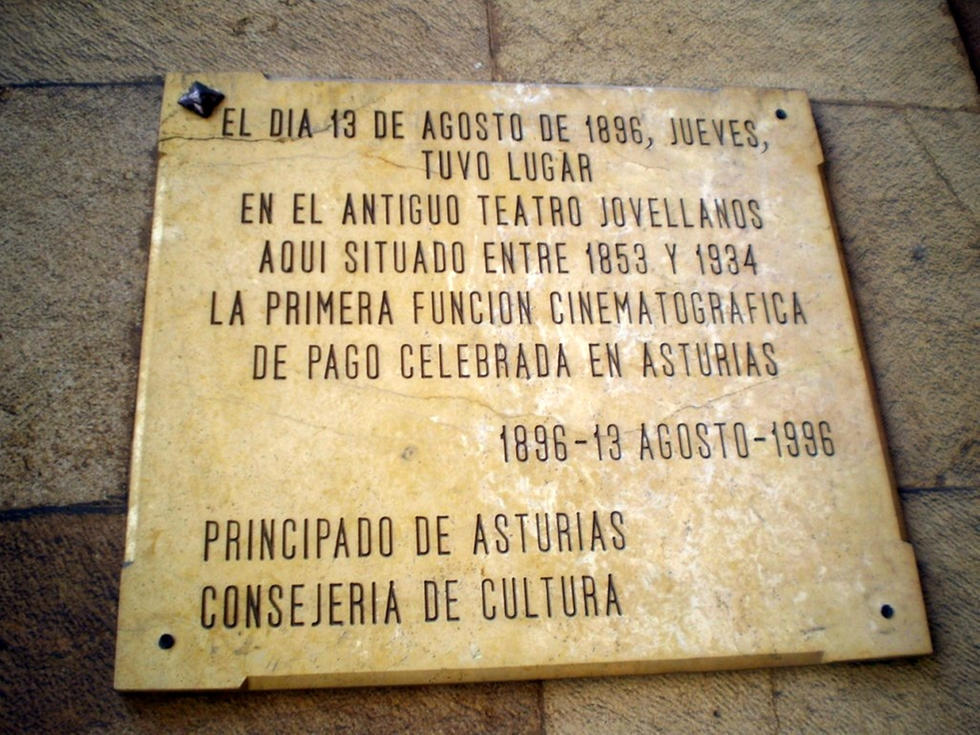 EL DIA 13 DE AGOSTO DE 1896, JUEVES,
TUVO LUGAR
EN EL ANTIGUO TEATRO JOVELLANOS
AQUI SITUADO ENTRE 1853 Y 1934
LA PRIMERA FUNCION CINEMATOGRAFICA
DE PAGO CELEBRADA EN ASTURIAS
1896-13 AGOSTO-1996
PRINCIPADO DE ASTURIAS
CONSEJERIA DE CULTURA